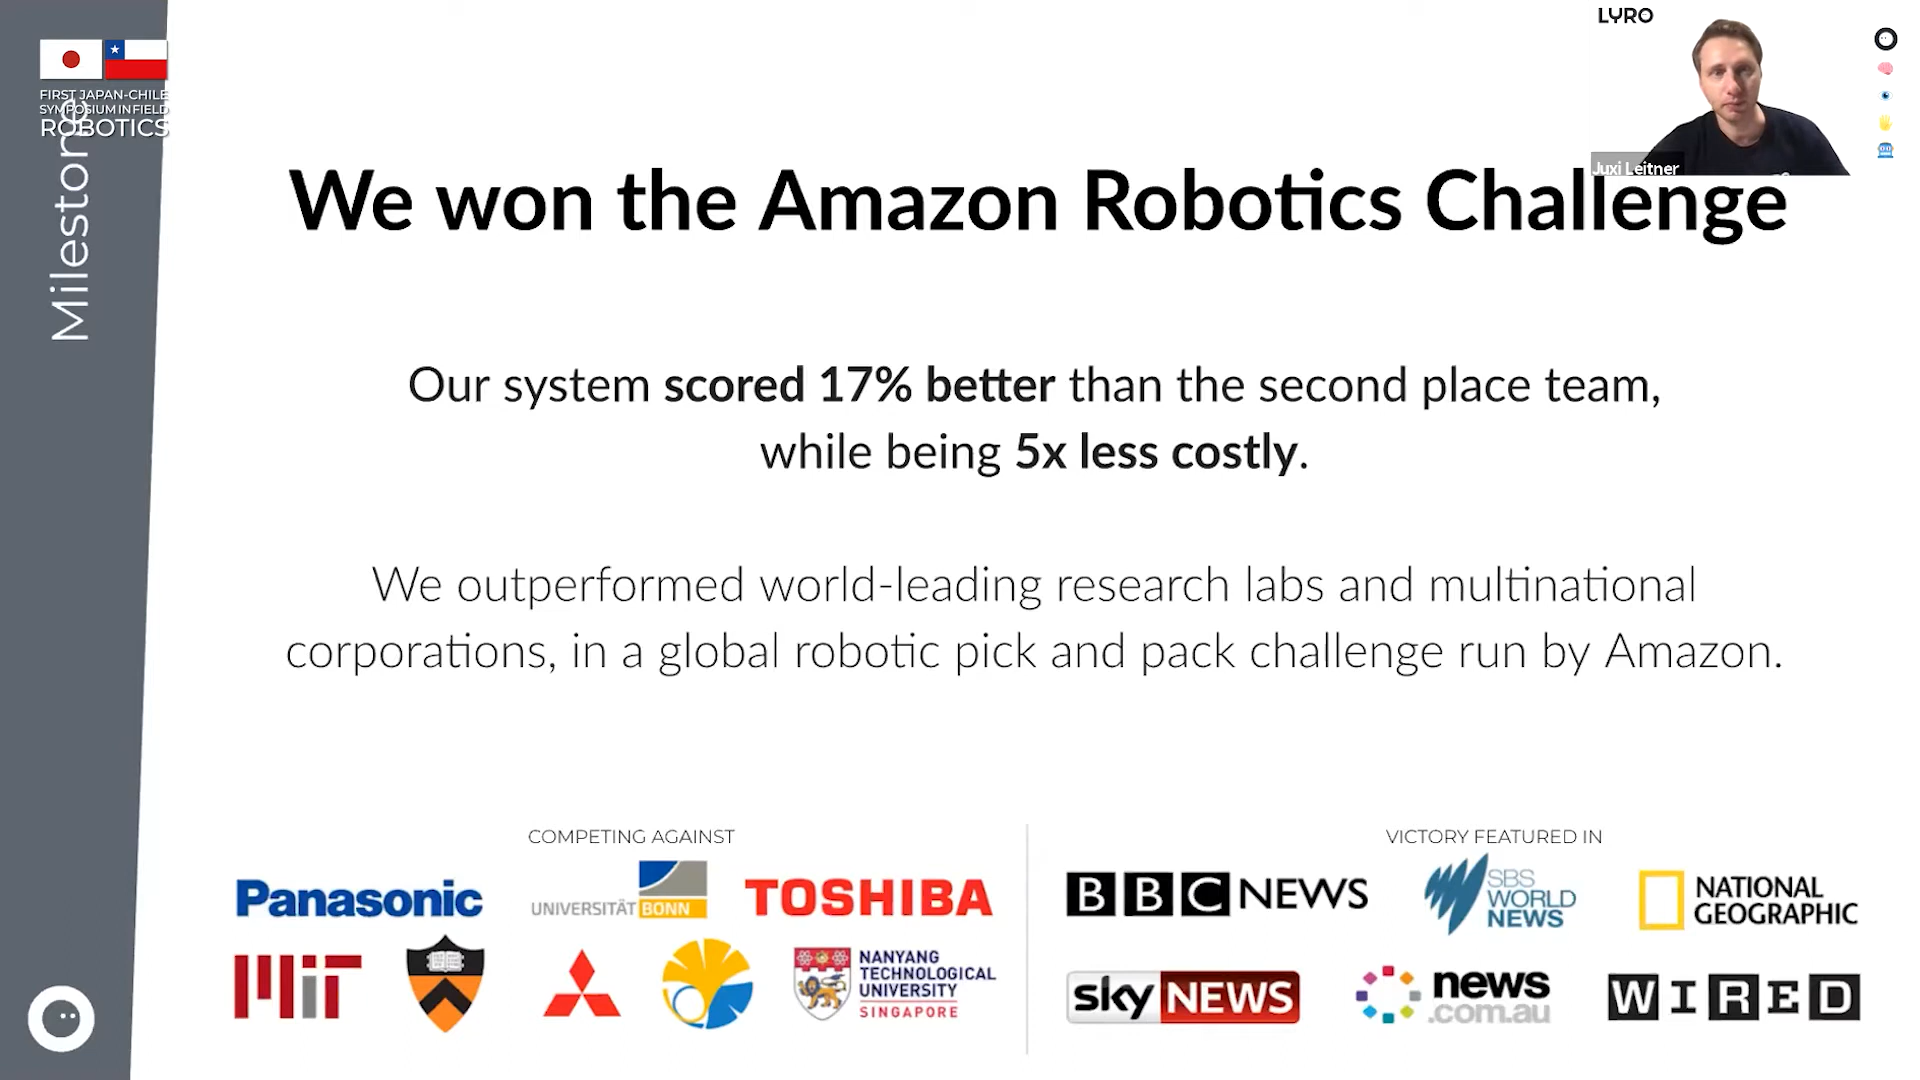 FIRST JAPAN-CHILE
SYMPOSIUM IN FIELD
ROBOTICS
Milestone
LYRO
Juxi Leitner
We won the Amazon Robotics Challenge
Our system scored 17% better than the second place team,
while being 5x less costly.
We outperformed world-leading research labs and multinational
corporations, in a global robotic pick and pack challenge run by Amazon.
COMPETING AGAINST
Panasonic
UNIVERSITÄT BONN
TOSHIBA
MIT
NANYANG
TECHNOLOGICAL
UNIVERSITY
SINGAPORE
VICTORY FEATURED IN
BBC NEWS
SBS
WORLD
NEWS
NATIONAL
GEOGRAPHIC
sky NEWS
news
.com.au
WIRED